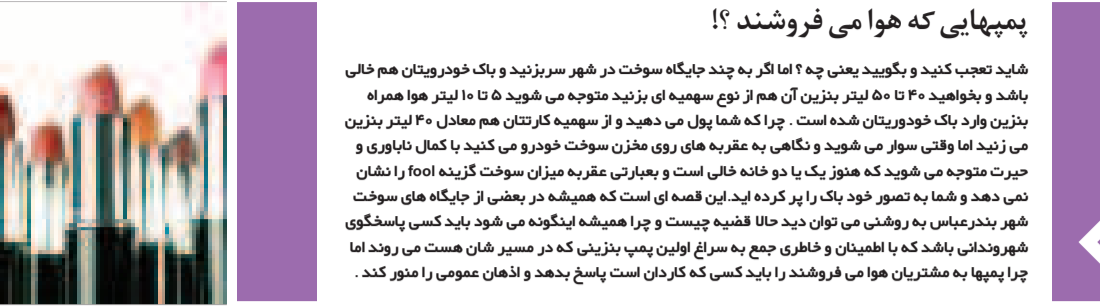 پمپهایی که هوا می فروشند ؟!
شاید تعجب کنید و بگویید یعنی چه ؟ اما اگر به چند جایگاه سوخت در شهر سربزنید و باک خودرویتان هم خالی
باشد و بخواهید ۴۰ تا ۵۰ لیتر بنزین آن هم از نوع سهمیه ای بزنید متوجه می شوید ۵ تا ۱۰ لیتر هوا همراه
بنزین وارد باک خودوریتان شده است . چرا که شما پول می دهید و از سهمیه کارتتان هم معادل ۴۰ لیتر بنزین
می زنید اما وقتی سوار می شوید و نگاهی به عقربه های روی مخزن سوخت خودرو می کنید با کمال ناباوری و
حیرت متوجه می شوید که هنوز یک یا دو خانه خالی است و بعبارتی عقربه میزان سوخت گزینه fool را نشان
نمی دهد و شما به تصور خود باک را پر کرده اید.این قصه ای است که همیشه در بعضی از جایگاه های سوخت
شهر بندرعباس به روشنی می توان دید حالا قضیه چیست و چرا همیشه اینگونه می شود باید کسی پاسخگوی
شهروندانی باشد که با اطمینان و خاطری جمع به سراغ اولین پمپ بنزینی که در مسیر شان هست می روند اما
چرا پمپها به مشتریان هوا می فروشند را باید کسی که کاردان است پاسخ بدهد و اذهان عمومی را منور کند .